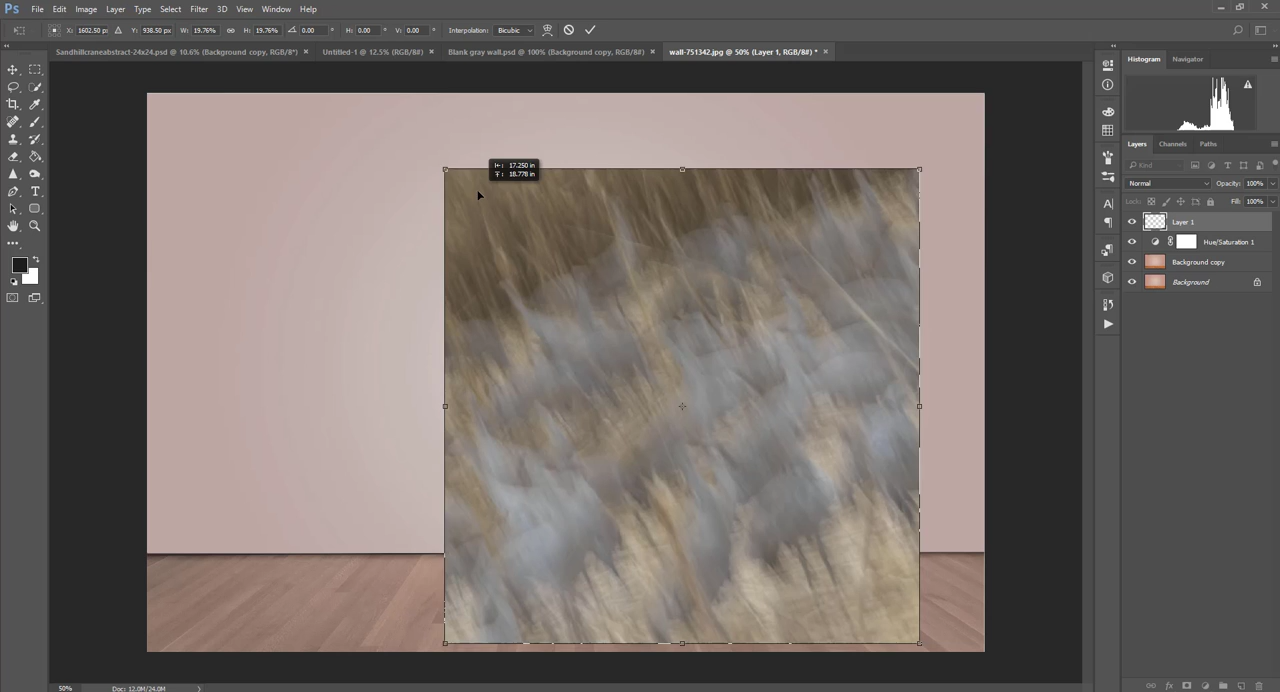 Ps File Edit Image Layer Type Select Filter 3D View Window Help
X: 1602.50 px Y: 938.50 px W: 19.76% H: 19.76% 0.00 ° H: 0.00 ° V: 0.00 ° Interpolation: Bicubic
Sandhillcraneabstract-24x24.psd @ 10.6% (Background copy, RGB/8*) × Untitled-1 @ 12.5% (RGB/8#) × Blank gray wall.psd @ 100% (Background copy, RGB/8#) × wall-751342.jpg @ 50% (Layer 1, RGB/8#) * ×
Histogram Navigator
Layers Channels Paths
Kind
Normal Opacity: 100%
Lock: Fill: 100%
Layer 1
Hue/Saturation 1
Background copy
Background
17.250 in
18.778 in
50% Doc: 12.0M/24.0M